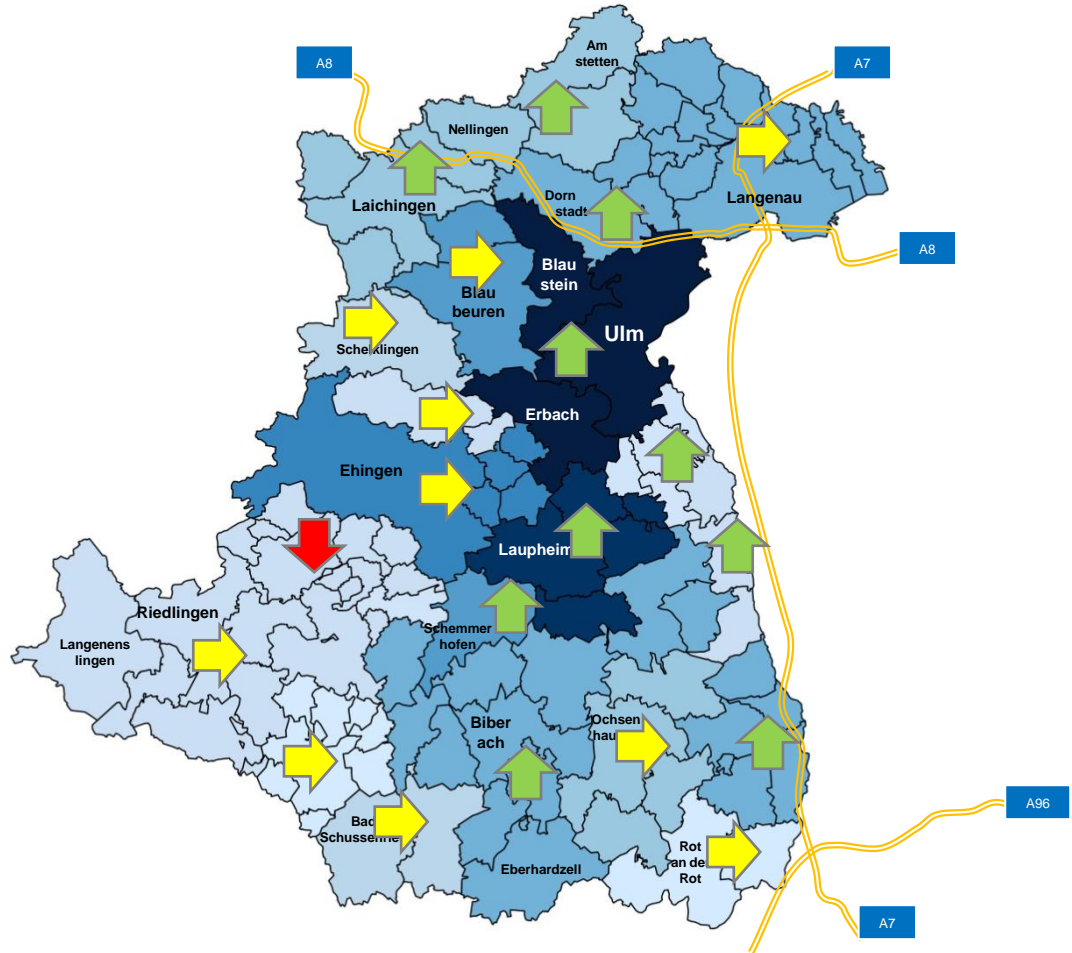 Am
stetten
A8
A7
Nellingen
Laichingen
Dorn
stadt
Langenau
A8
Blau
stein
Blau
beuren
Ulm
Schelklingen
Erbach
Ehingen
Laupheim
Riedlingen
Schemmer
hofen
Langenens
lingen
Biber
ach
Ochsen
hau
A96
Bad
Schussenrie
Rot
an de
Rot
Eberhardzell
A7